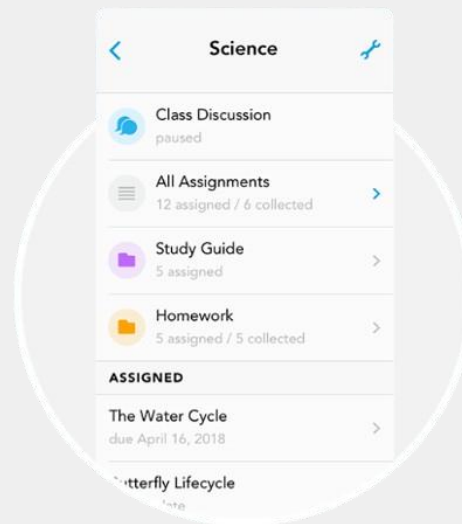 Science
Class Discussion
paused
All Assignments
12 assigned / 6 collected
Study Guide
5 assigned
Homework
5 assigned / 5 collected
ASSIGNED
The Water Cycle
due April 16, 2018
Lifecycle